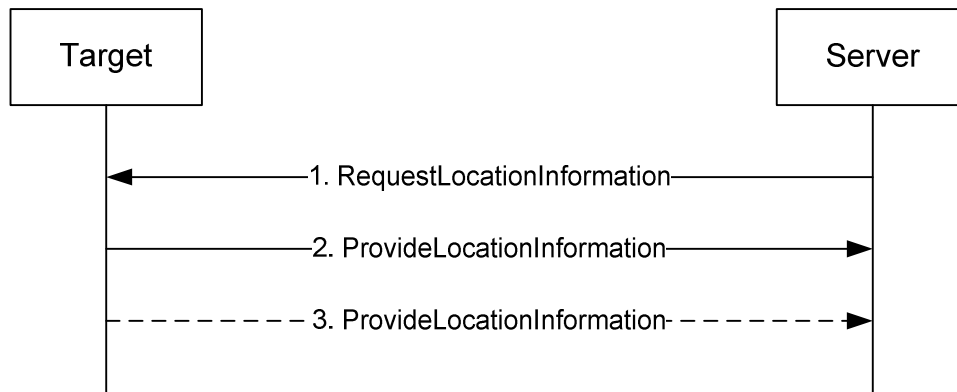 Target
Server
1. RequestLocationInformation
2. ProvideLocationInformation
3. ProvideLocationInformation